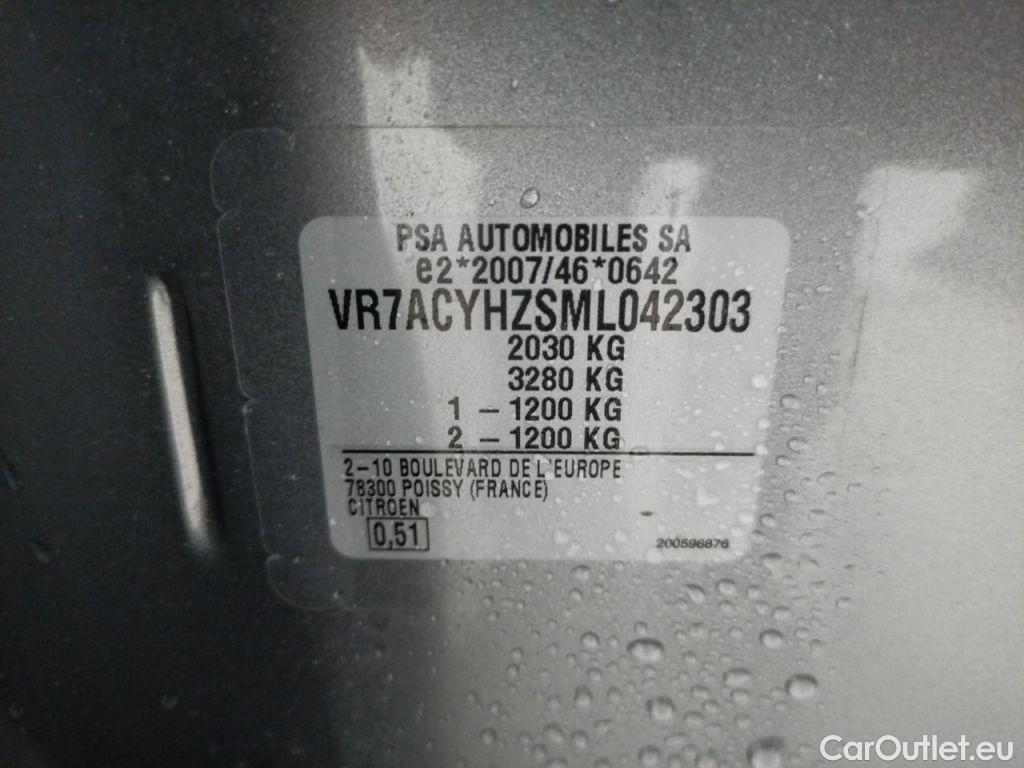 PSA AUTOMOBILES SA
e2*2007/46*0642
VR7ACYHZSML042303
2030 KG
3280 KG
1 – 1200 KG
2 – 1200 KG
2–10 BOULEVARD DE L'EUROPE
78300 POISSY (FRANCE)
CITROEN
0,51
200596876
CarOutlet.eu